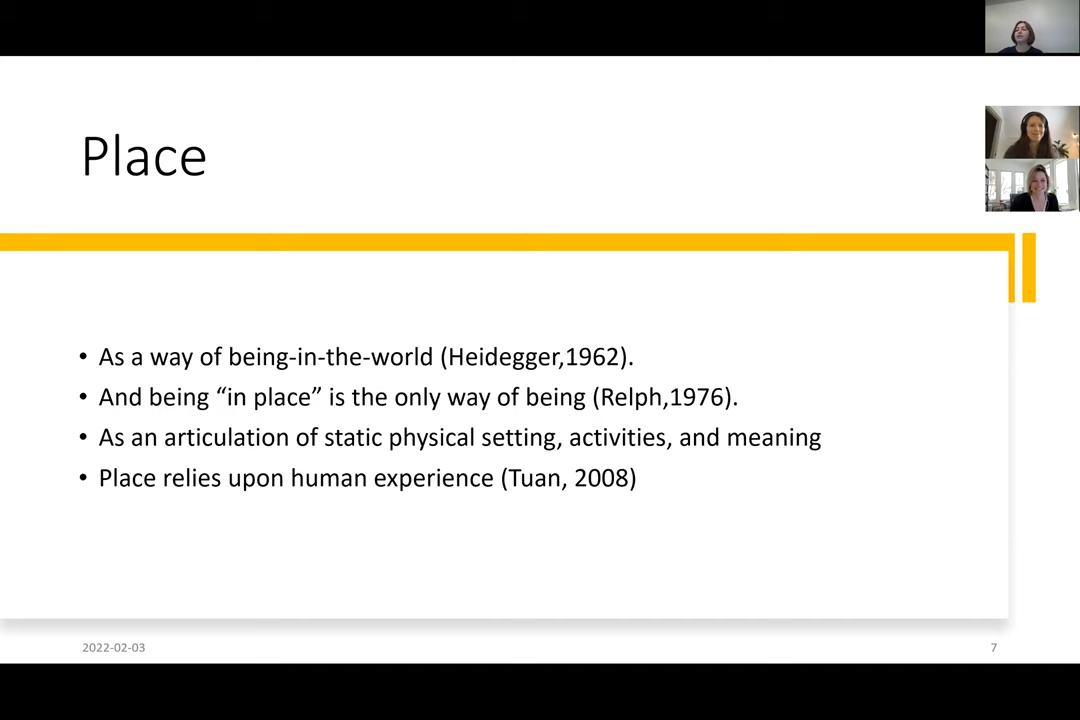 Place
• As a way of being-in-the-world (Heidegger,1962).
• And being “in place” is the only way of being (Relph,1976).
• As an articulation of static physical setting, activities, and meaning
• Place relies upon human experience (Tuan, 2008)
2022-02-03
7